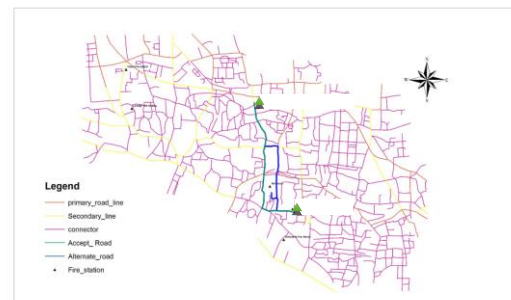 N
Legend
primary_road_line
Secondary_line
connector
Accept_ Road
Alternate_road
Fire_station